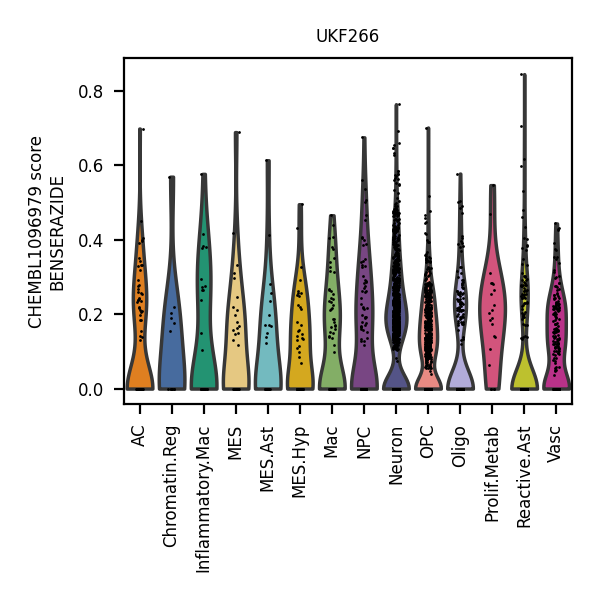 UKF266
CHEMBL1096979 score
BENSERAZIDE
0.8
0.6
0.4
0.2
0.0
AC
Chromatin.Reg
Inflammatory.Mac
MES
MES.Ast
MES.Hyp
Mac
NPC
Neuron
OPC
Oligo
Prolif.Metab
Reactive.Ast
Vasc